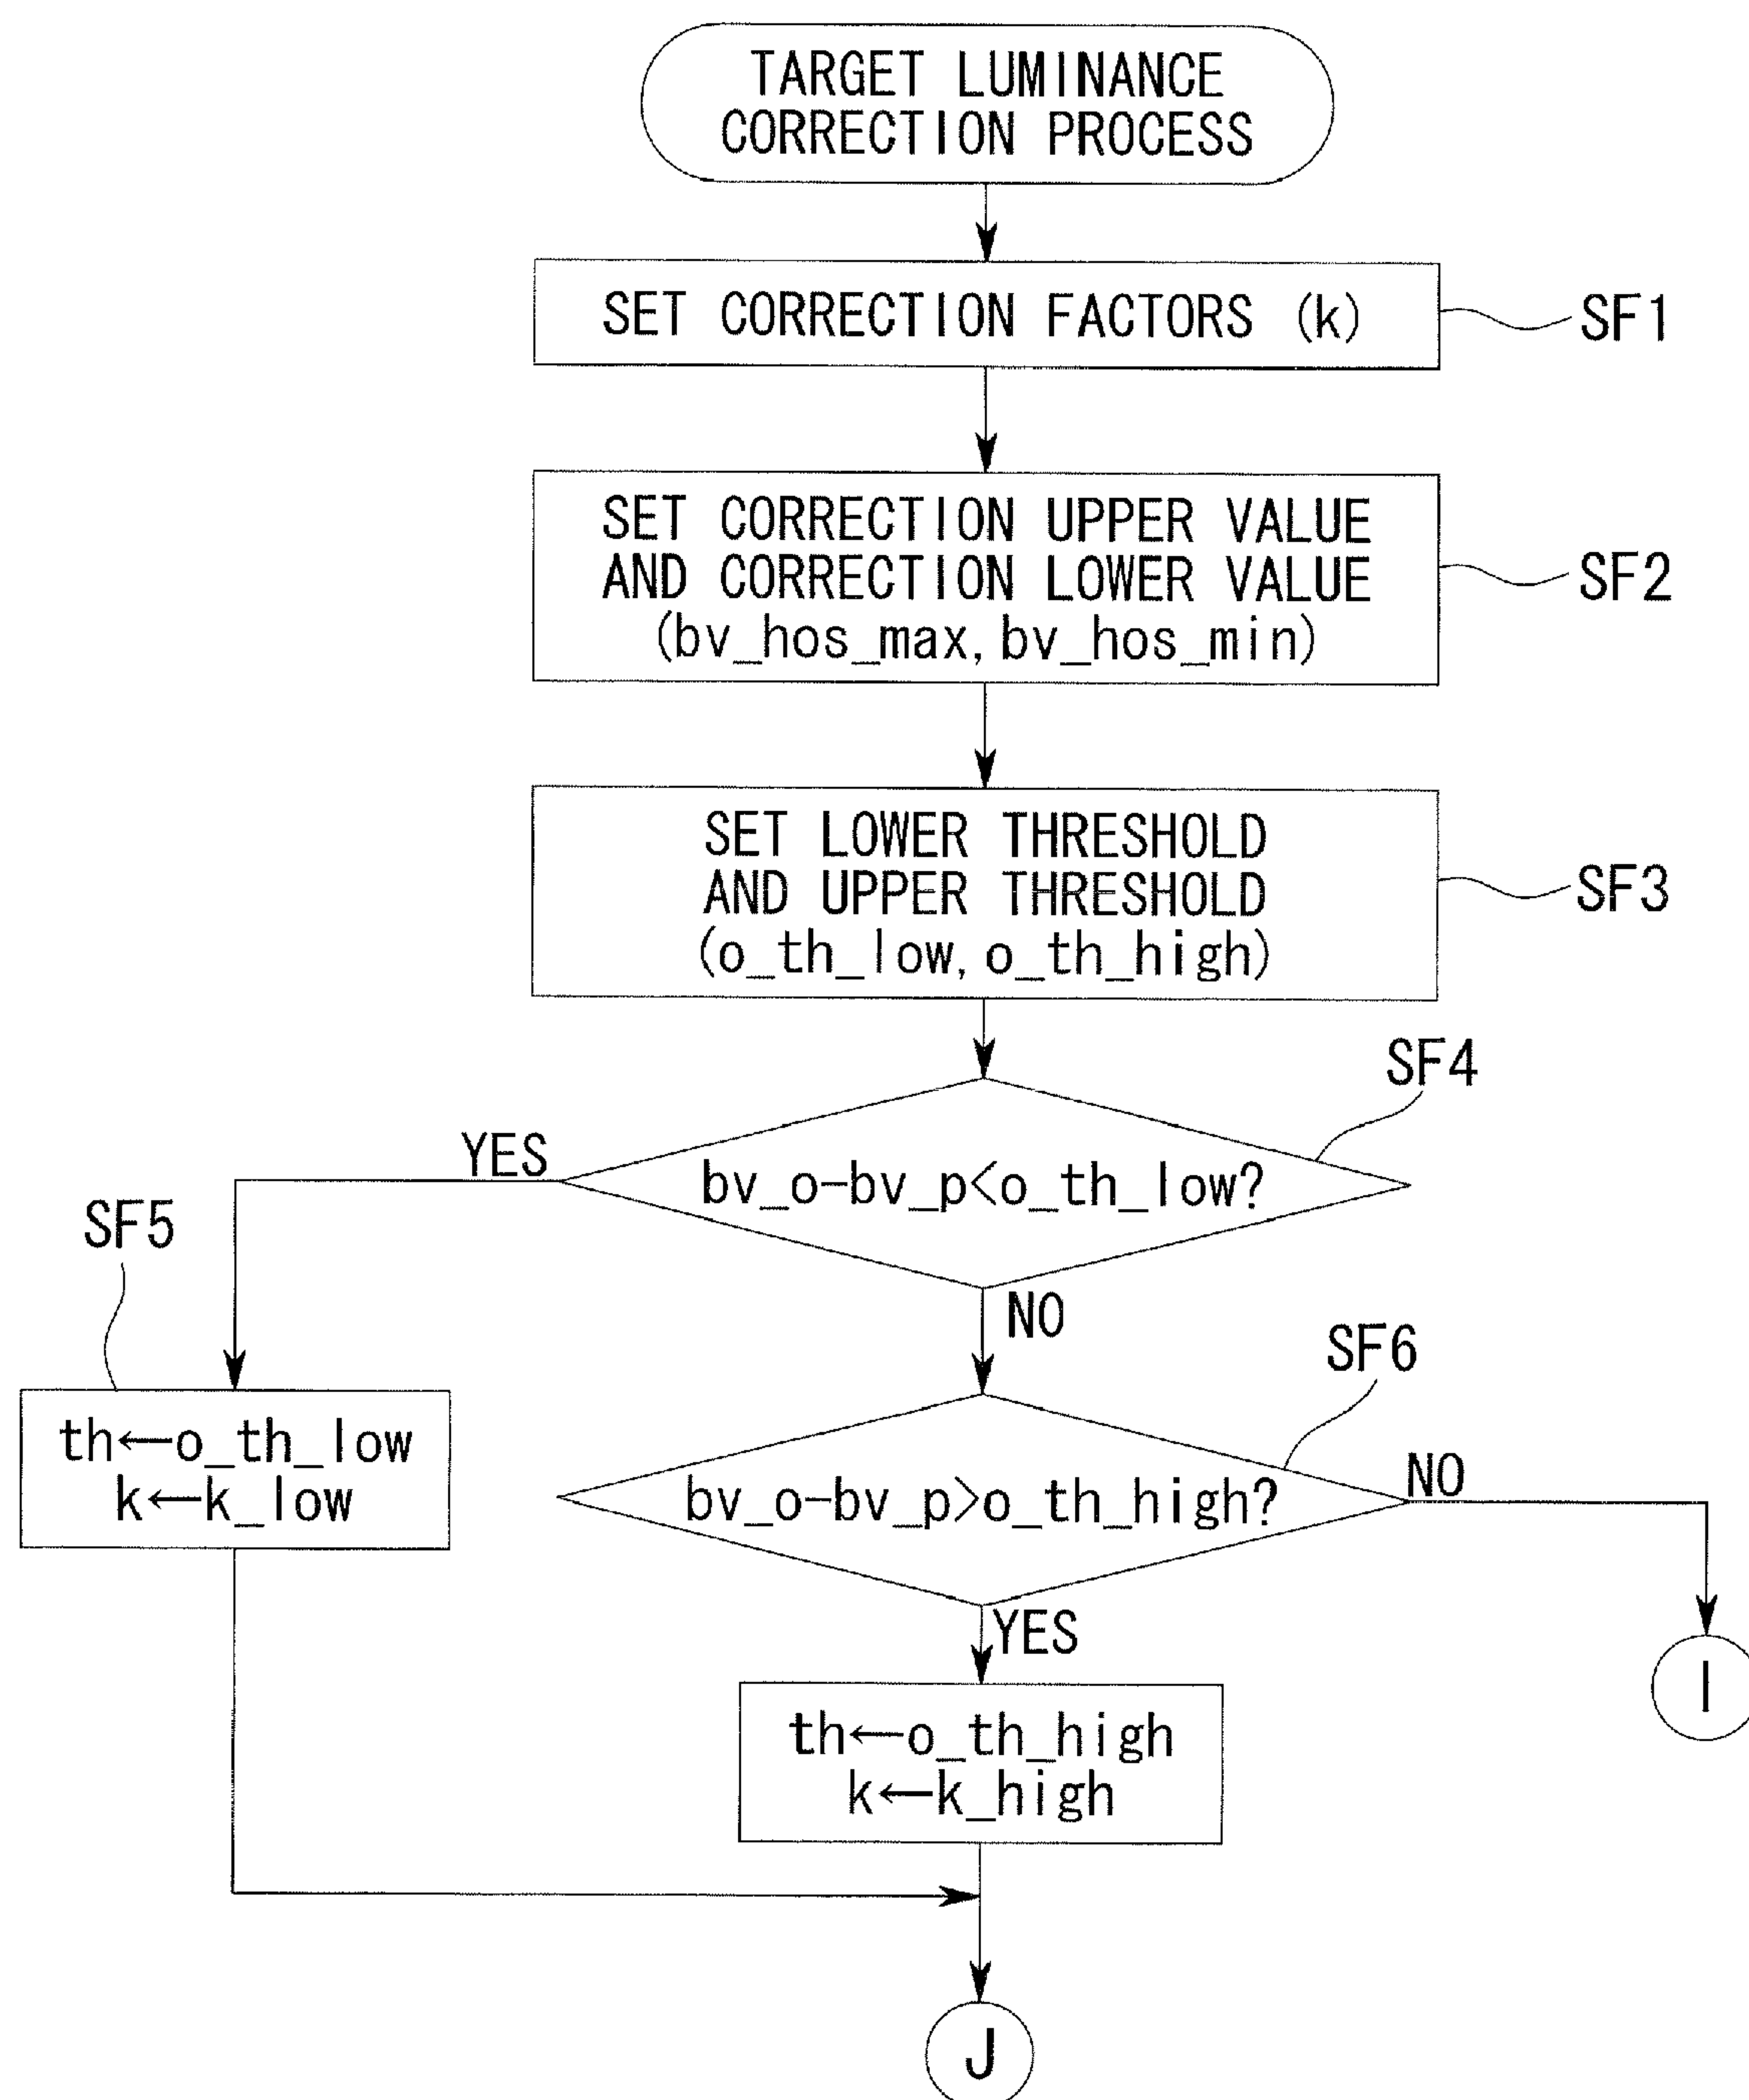 TARGET LUMINANCE
CORRECTION PROCESS
SET CORRECTION FACTORS (k)
SF1
SET CORRECTION UPPER VALUE
AND CORRECTION LOWER VALUE
(bv_hos_max, bv_hos_min)
SF2
SET LOWER THRESHOLD
AND UPPER THRESHOLD
(o_th_low, o_th_high)
SF3
SF4
YES
bv_o-bv_p<o_th_low?
SF5
NO
SF6
th←o_th_low
k←k_low
bv_o-bv_p>o_th_high?
NO
YES
I
th←o_th_high
k←k_high
J